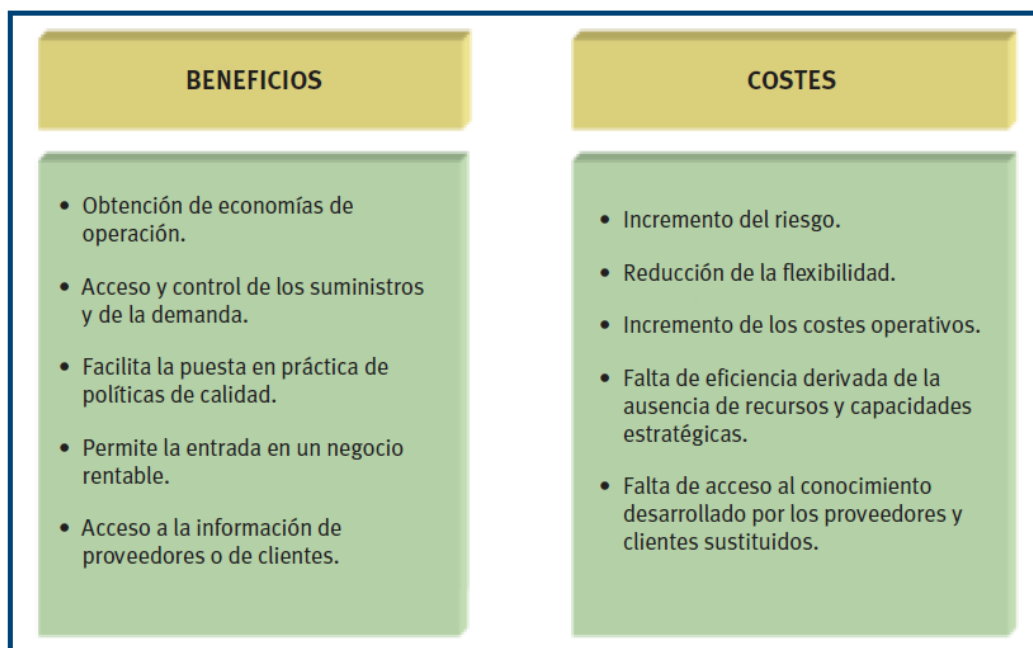 BENEFICIOS
• Obtención de economías de
operación.
• Acceso y control de los suministros
y de la demanda.
• Facilita la puesta en práctica de
políticas de calidad.
• Permite la entrada en un negocio
rentable.
• Acceso a la información de
proveedores o de clientes.
COSTES
• Incremento del riesgo.
• Reducción de la flexibilidad.
• Incremento de los costes operativos.
• Falta de eficiencia derivada de la
ausencia de recursos y capacidades
estratégicas.
• Falta de acceso al conocimiento
desarrollado por los proveedores y
clientes sustituidos.